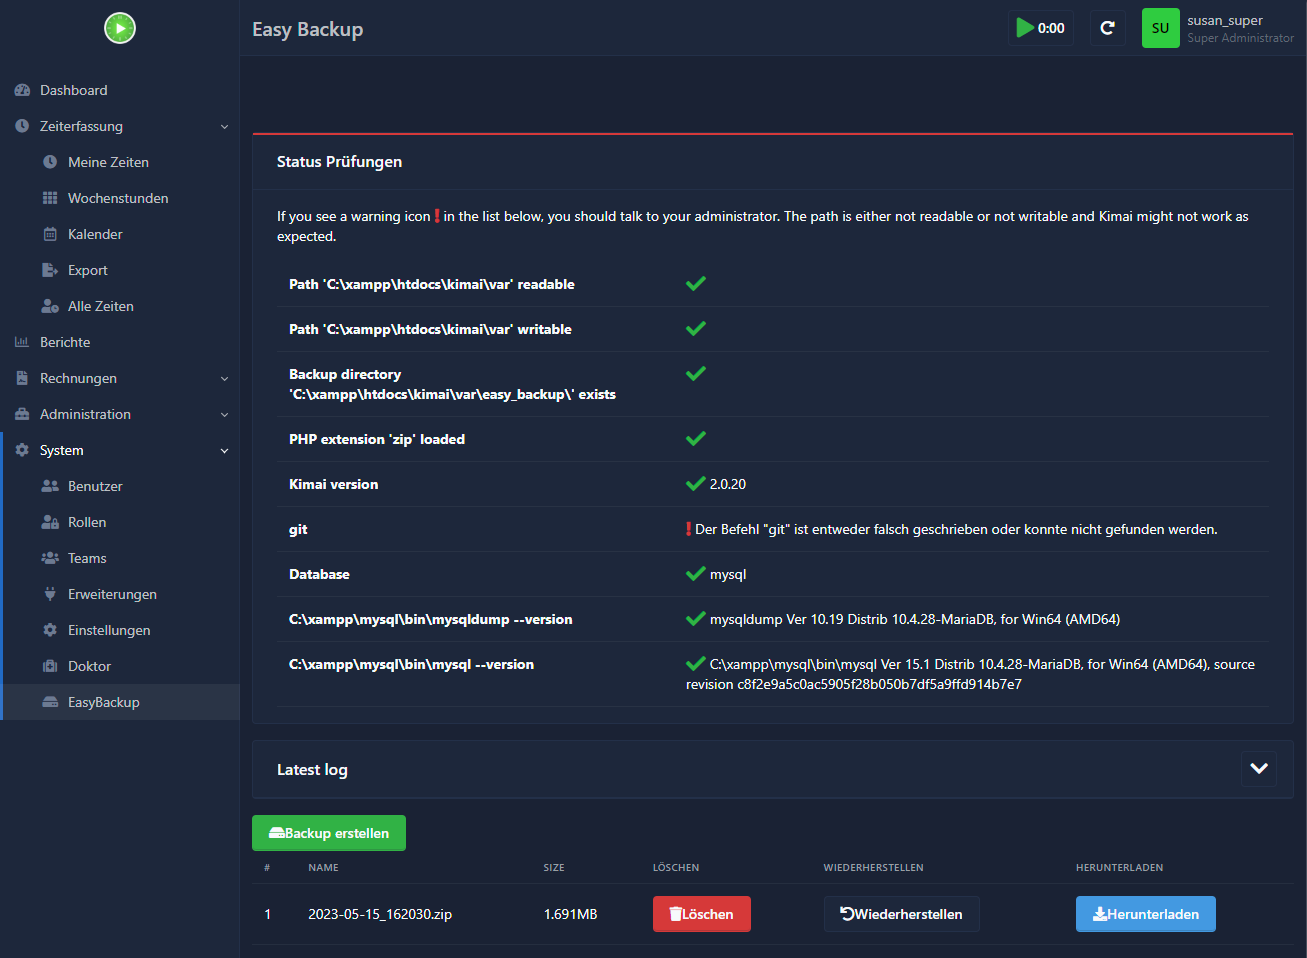 Easy Backup
0:00
SU
susan_super
Super Administrator
Dashboard
Zeiterfassung
Meine Zeiten
Wochenstunden
Kalender
Export
Alle Zeiten
Berichte
Rechnungen
Administration
System
Benutzer
Rollen
Teams
Erweiterungen
Einstellungen
Doktor
EasyBackup
Status Prüfungen
If you see a warning icon ! in the list below, you should talk to your administrator. The path is either not readable or not writable and Kimai might not work as
expected.
Path 'C:\xampp\htdocs\kimai\var' readable
Path 'C:\xampp\htdocs\kimai\var' writable
Backup directory
'C:\xampp\htdocs\kimai\var\easy_backup\' exists
PHP extension 'zip' loaded
Kimai version 2.0.20
git ! Der Befehl "git" ist entweder falsch geschrieben oder konnte nicht gefunden werden.
Database mysql
C:\xampp\mysql\bin\mysqldump --version mysqldump Ver 10.19 Distrib 10.4.28-MariaDB, for Win64 (AMD64)
C:\xampp\mysql\bin\mysql --version C:\xampp\mysql\bin\mysql Ver 15.1 Distrib 10.4.28-MariaDB, for Win64 (AMD64), source
revision c8f2e9a5c0ac5905f28b050b7df5a9ffd914b7e7
Latest log
Backup erstellen
# NAME SIZE LÖSCHEN WIEDERHERSTELLEN HERUNTERLADEN
1 2023-05-15_162030.zip 1.691MB Löschen Wiederherstellen Herunterladen